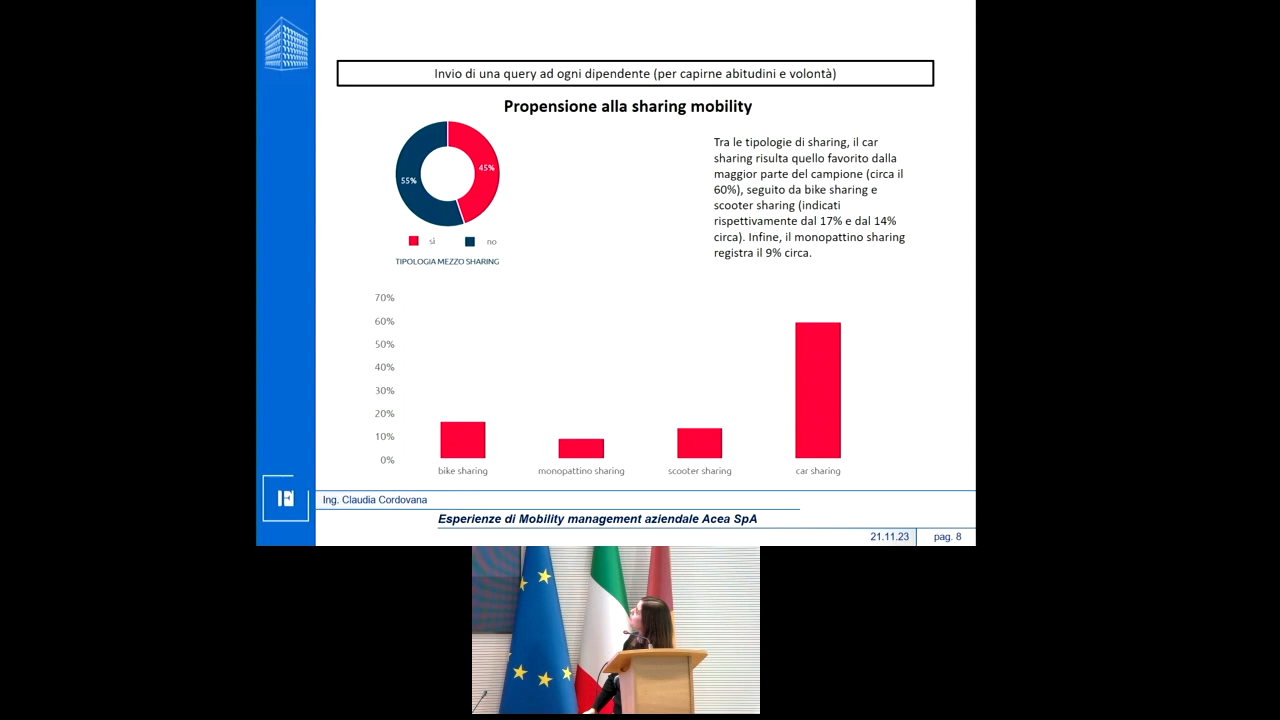 Invio di una query ad ogni dipendente (per capirne abitudini e volontà)
Propensione alla sharing mobility
45%
55%
sì
no
TIPOLOGIA MEZZO SHARING
Tra le tipologie di sharing, il car
sharing risulta quello favorito dalla
maggior parte del campione (circa il
60%), seguito da bike sharing e
scooter sharing (indicati
rispettivamente dal 17% e dal 14%
circa). Infine, il monopattino sharing
registra il 9% circa.
70%
60%
50%
40%
30%
20%
10%
0%
bike sharing
monopattino sharing
scooter sharing
car sharing
Ing. Claudia Cordovana
Esperienze di Mobility management aziendale Acea SpA
21.11.23
pag. 8